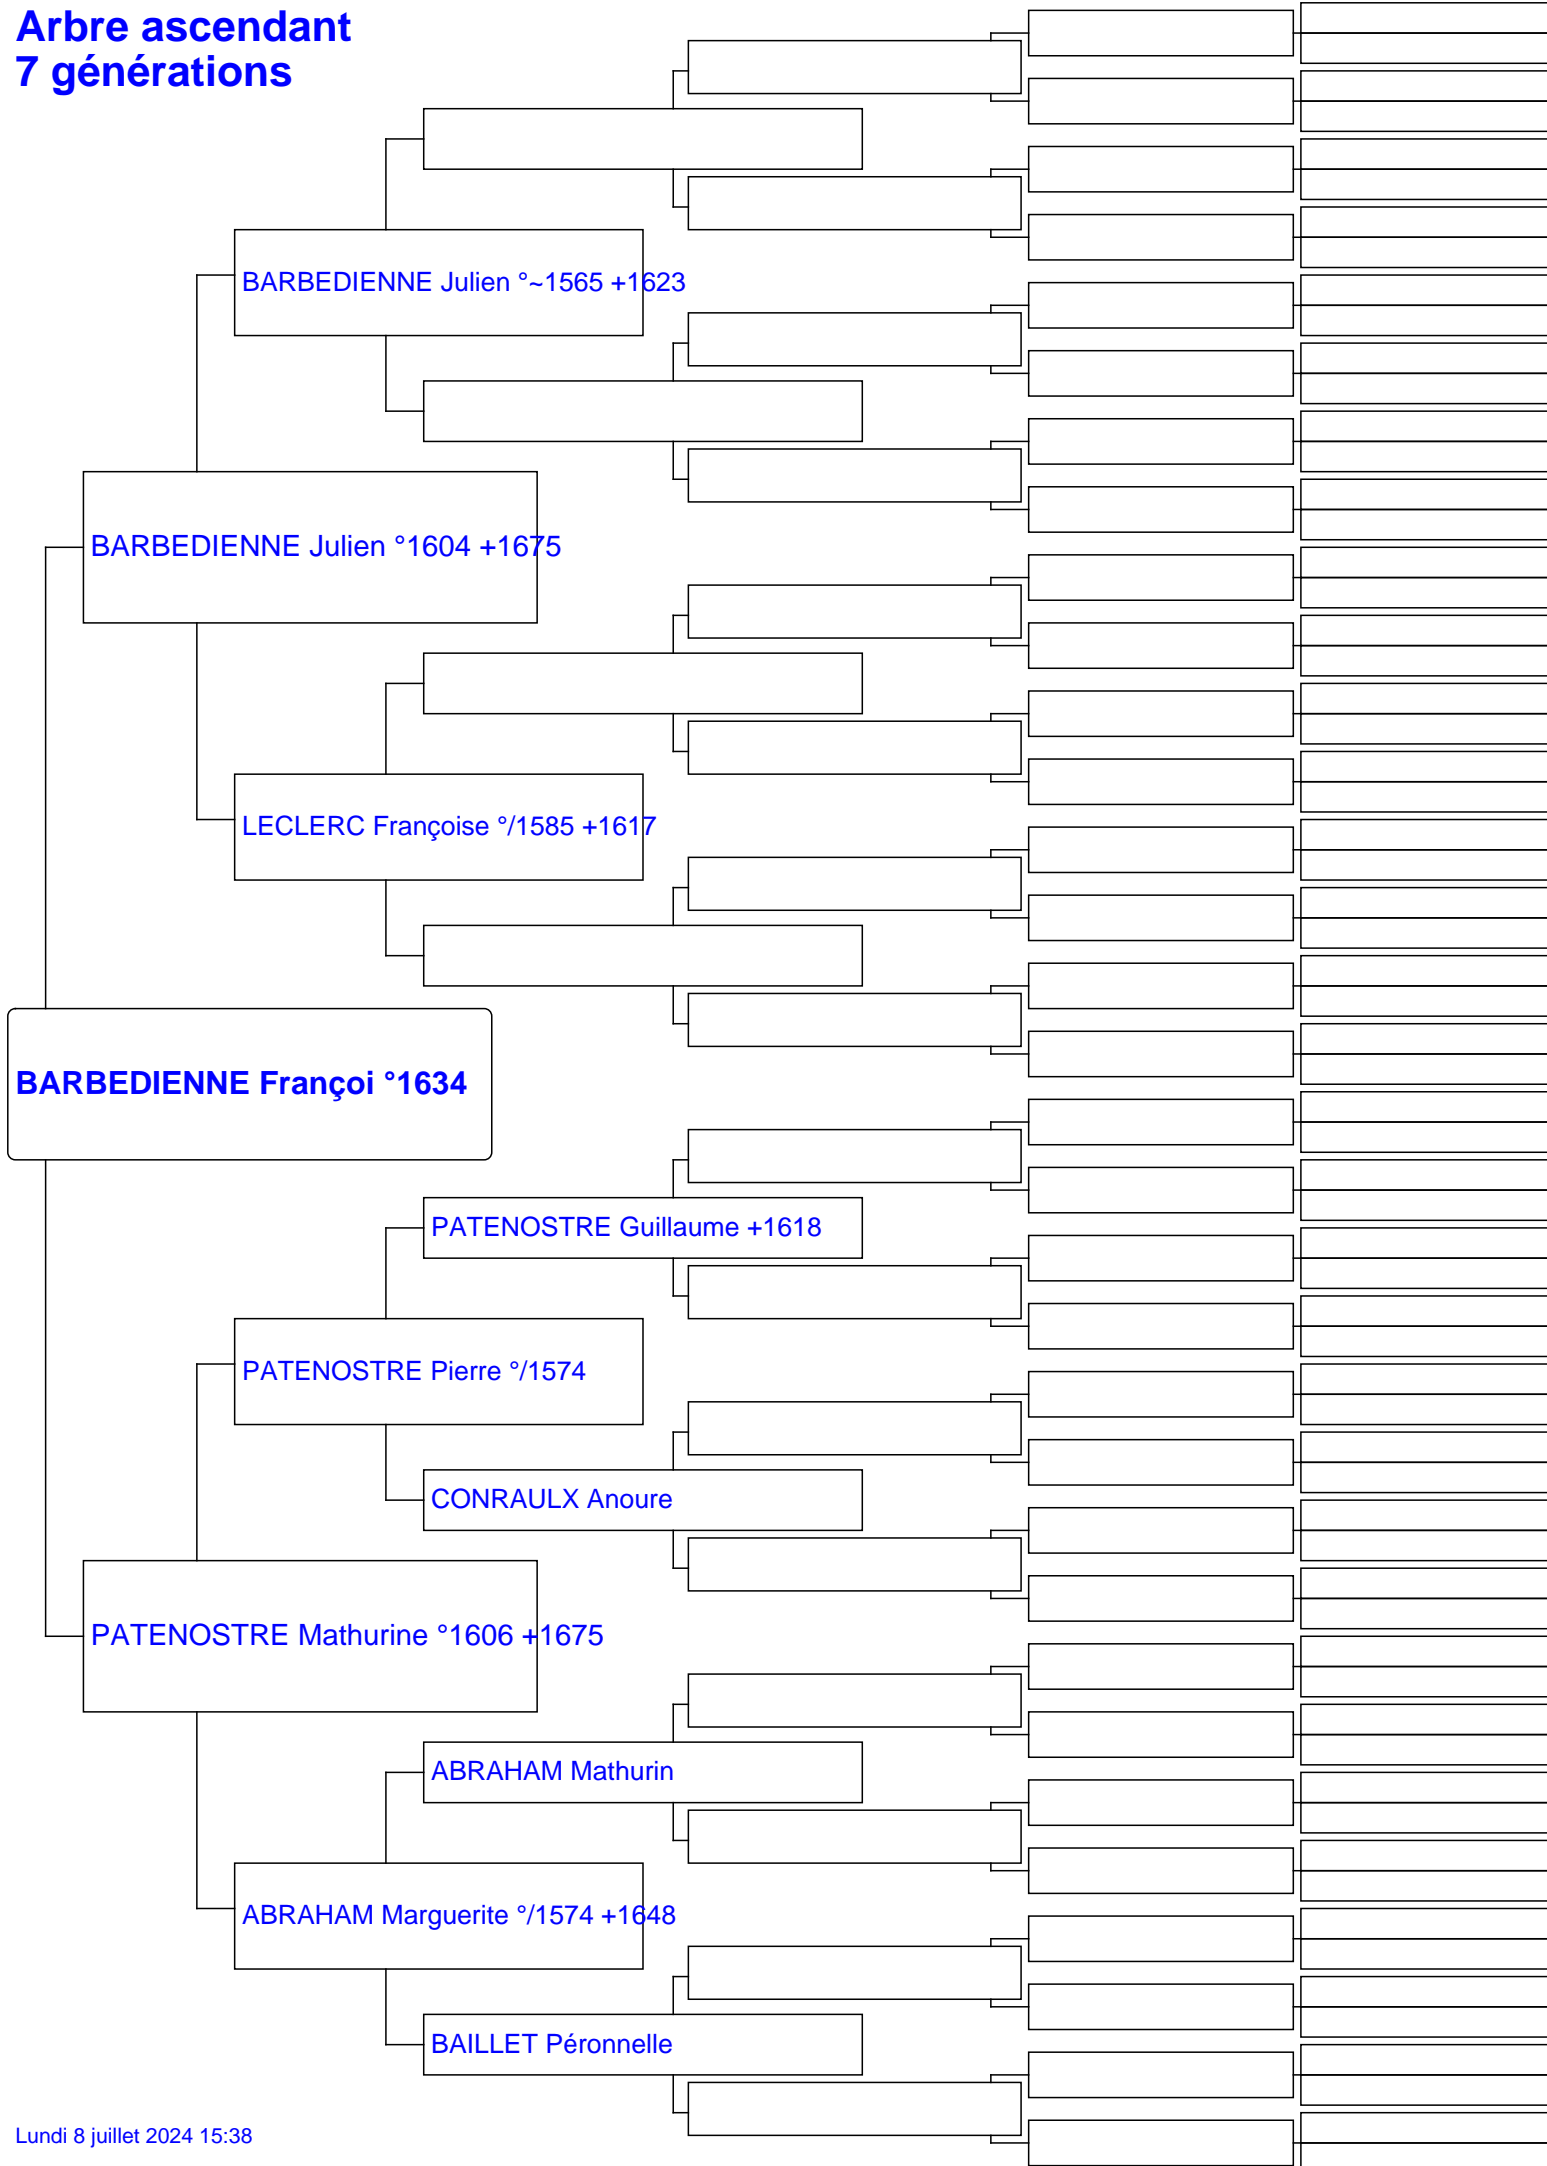 Arbre ascendant
7 générations
BARBEDIENNE Julien °~1565 +1623
BARBEDIENNE Julien °1604 +1675
LECLERC Françoise °/1585 +1617
BARBEDIENNE Françoi °1634
PATENOSTRE Guillaume +1618
PATENOSTRE Pierre °/1574
CONRAULX Anoure
PATENOSTRE Mathurine °1606 +1675
ABRAHAM Mathurin
ABRAHAM Marguerite °/1574 +1648
BAILLET Péronnelle
Lundi 8 juillet 2024 15:38